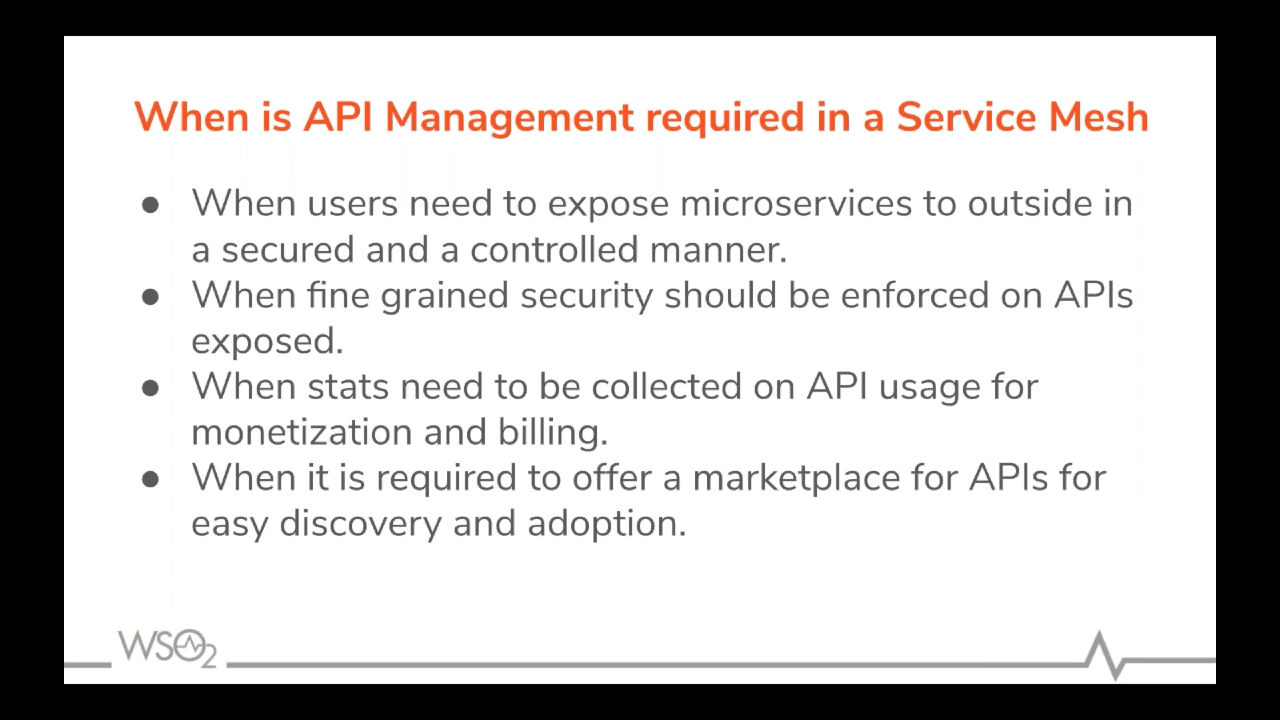 When is API Management required in a Service Mesh
● When users need to expose microservices to outside in
a secured and a controlled manner.
● When fine grained security should be enforced on APIs
exposed.
● When stats need to be collected on API usage for
monetization and billing.
● When it is required to offer a marketplace for APIs for
easy discovery and adoption.
WSO2